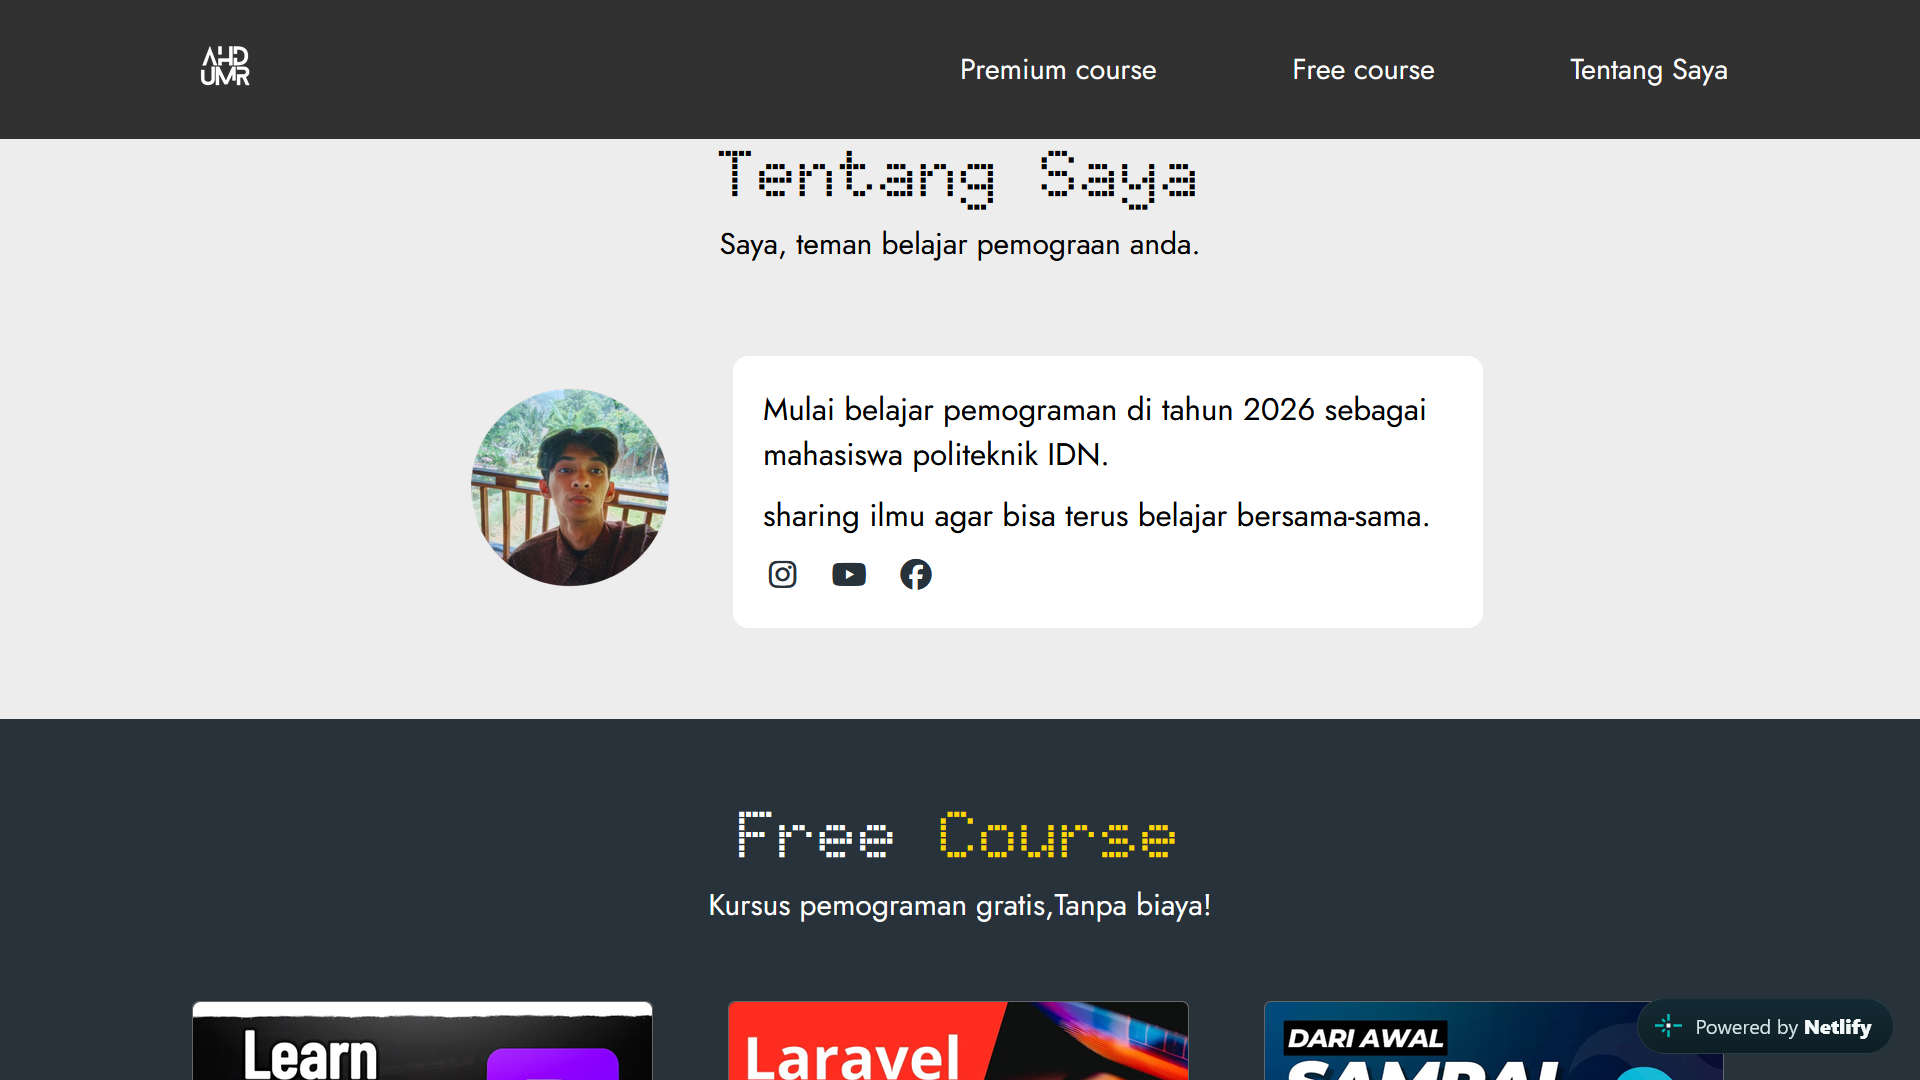 AHD
UMR
Premium course
Free course
Tentang Saya
Tentang Saya
Saya, teman belajar pemograan anda.
Mulai belajar pemograman di tahun 2026 sebagai
mahasiswa politeknik IDN.
sharing ilmu agar bisa terus belajar bersama-sama.
Free Course
Kursus pemograman gratis,Tanpa biaya!
Learn
Laravel
DARI AWAL
SAMPAI
Powered by Netlify